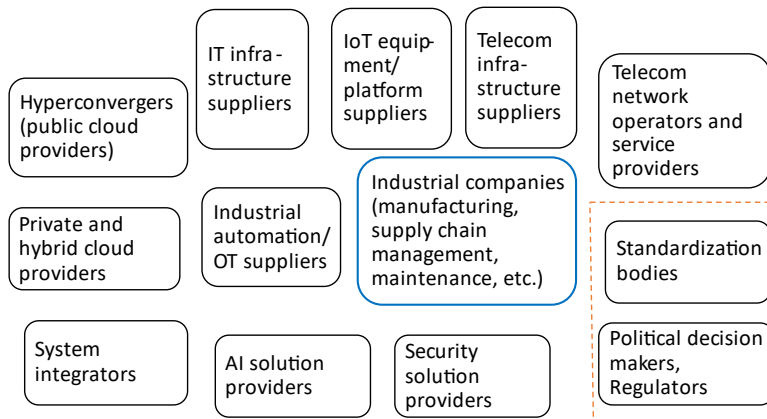 Hyperconvergers
(public cloud
providers)
IT infra-
structure
suppliers
IoT equip-
ment/
platform
suppliers
Telecom
infra-
structure
suppliers
Telecom
network
operators and
service
providers
Private and
hybrid cloud
providers
Industrial
automation/
OT suppliers
Industrial companies
(manufacturing,
supply chain
management,
maintenance, etc.)
Standardization
bodies
System
integrators
AI solution
providers
Security
solution
providers
Political decision
makers,
Regulators